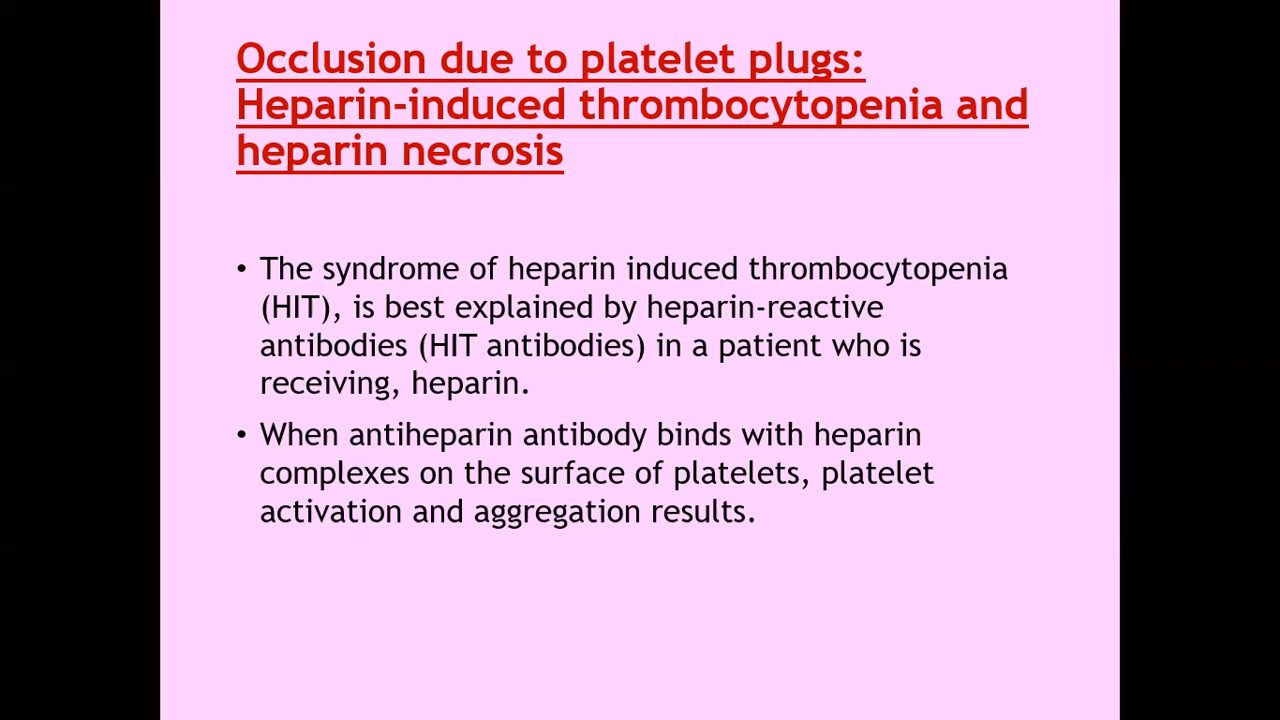 Occlusion due to platelet plugs:
Heparin-induced thrombocytopenia and
heparin necrosis
• The syndrome of heparin induced thrombocytopenia
(HIT), is best explained by heparin-reactive
antibodies (HIT antibodies) in a patient who is
receiving, heparin.
• When antiheparin antibody binds with heparin
complexes on the surface of platelets, platelet
activation and aggregation results.